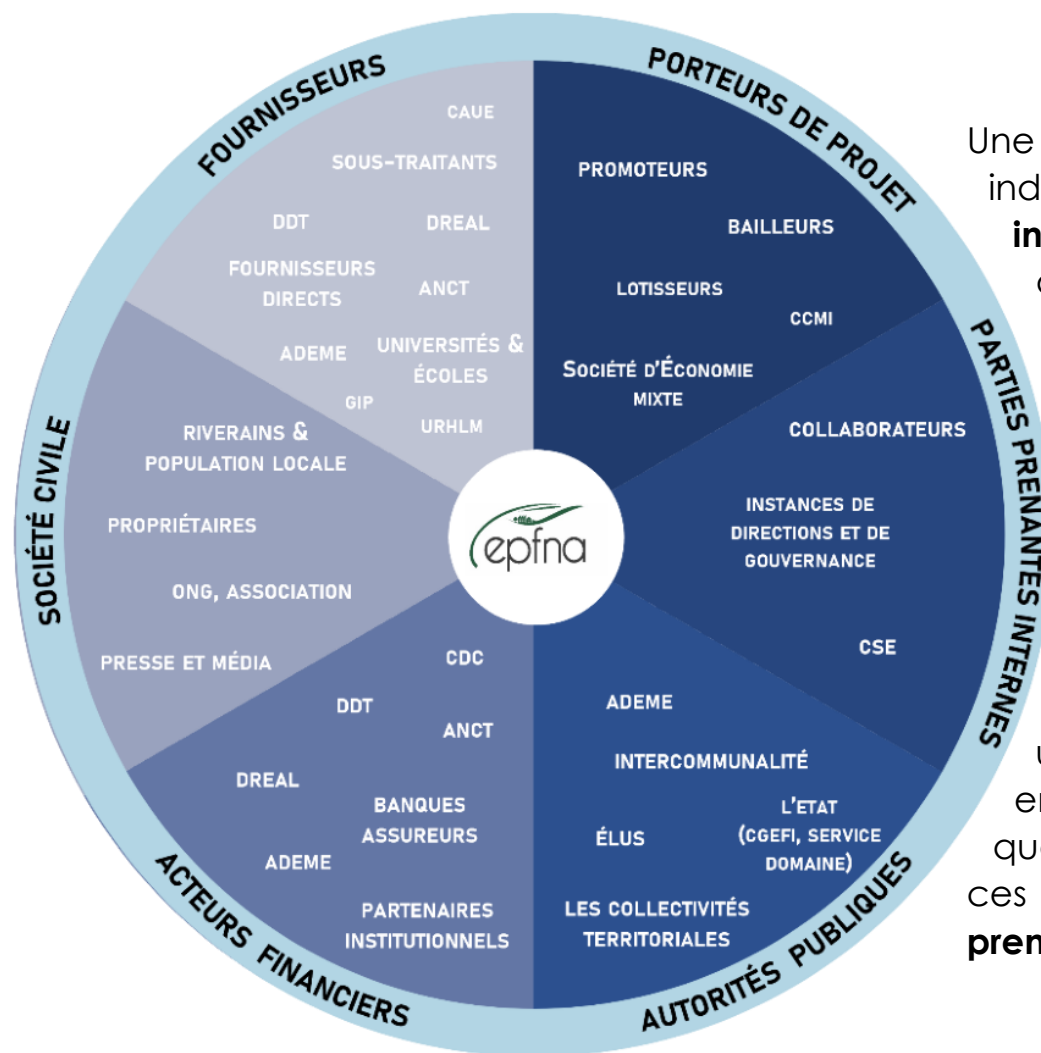 FOURNISSEURS
CAUE
SOUS-TRAITANTS
DDT
DREAL
FOURNISSEURS
DIRECTS
ANCT
ADEME
UNIVERSITÉS &
ÉCOLES
GIP
URHLM
PORTEURS DE PROJET
PROMOTEURS
BAILLEURS
LOTISSEURS
CCMI
SOCIÉTÉ D'ÉCONOMIE
MIXTE
PARTIES PRENANTES INTERNES
COLLABORATEURS
INSTANCES DE
DIRECTIONS ET DE
GOUVERNANCE
CSE
AUTORITÉS PUBLIQUES
ADEME
INTERCOMMUNALITÉ
L'ETAT
(CGEFI, SERVICE
DOMAINE)
ÉLUS
LES COLLECTIVITÉS
TERRITORIALES
ACTEURS FINANCIERS
CDC
DDT
ANCT
DREAL
BANQUES
ASSUREURS
ADEME
PARTENAIRES
INSTITUTIONNELS
SOCIÉTÉ CIVILE
RIVERAINS &
POPULATION LOCALE
PROPRIÉTAIRES
ONG, ASSOCIATION
PRESSE ET MÉDIA
epfna
Une
ind
in
u
en
que
ces
pren